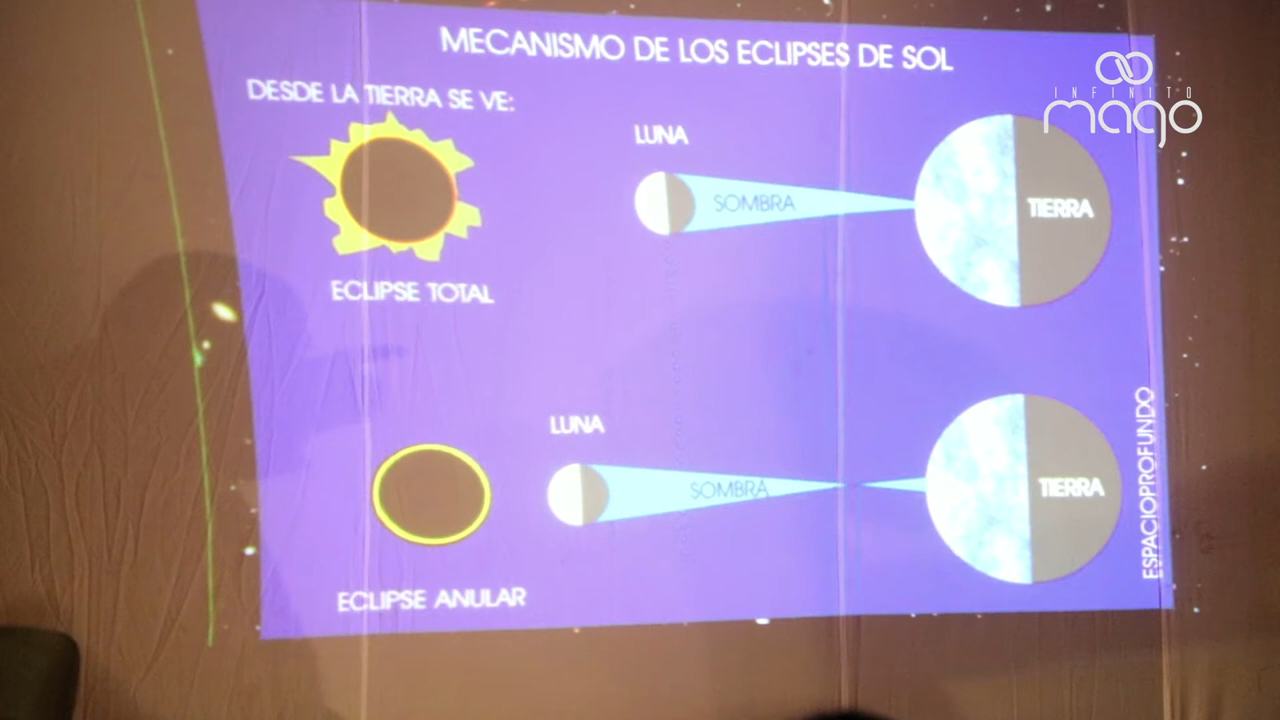 MECANISMO DE LOS ECLIPSES DE SOL
DESDE LA TIERRA SE VE:
INFINITO
mago
LUNA
SOMBRA
TIERRA
ECLIPSE TOTAL
LUNA
SOMBRA
TIERRA
ECLIPSE ANULAR
ESPACIOPROFUNDO